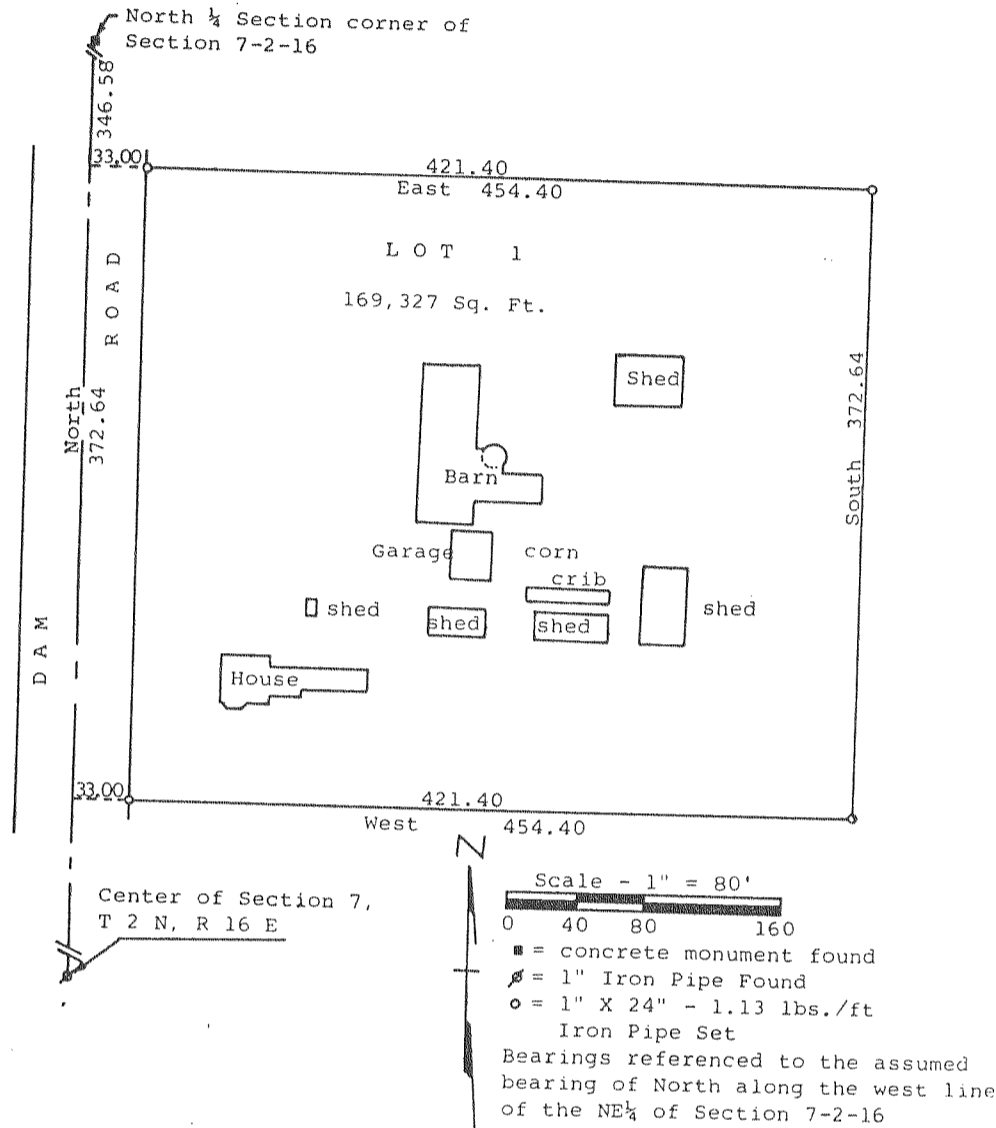 North ¼ Section corner of
Section 7-2-16
346.58
33.00
421.40
East 454.40
LOT 1
169,327 Sq. Ft.
DAM ROAD
North
372.64
Shed
South 372.64
Barn
Garage
corn
crib
shed
shed
shed
shed
House
33.00
421.40
West 454.40
N
Center of Section 7,
T 2 N, R 16 E
Scale - 1" = 80'
0 40 80 160
= concrete monument found
= 1" Iron Pipe Found
= 1" X 24" - 1.13 lbs./ft
Iron Pipe Set
Bearings referenced to the assumed
bearing of North along the west line
of the NE¼ of Section 7-2-16